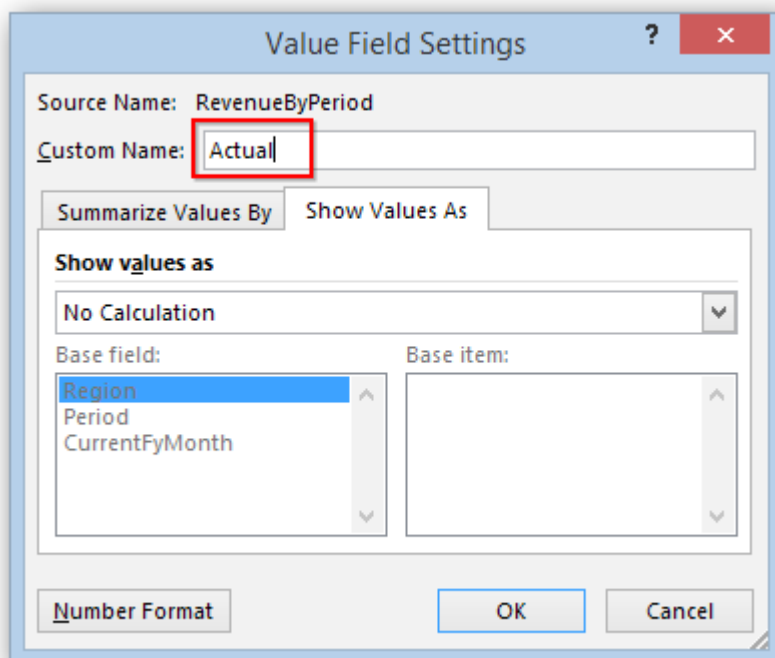 Value Field Settings
?
×
Source Name: RevenueByPeriod
Custom Name: Actual
Summarize Values By Show Values As
Show values as
No Calculation
Base field: Base item:
Region
Period
CurrentFyMonth
Number Format OK Cancel